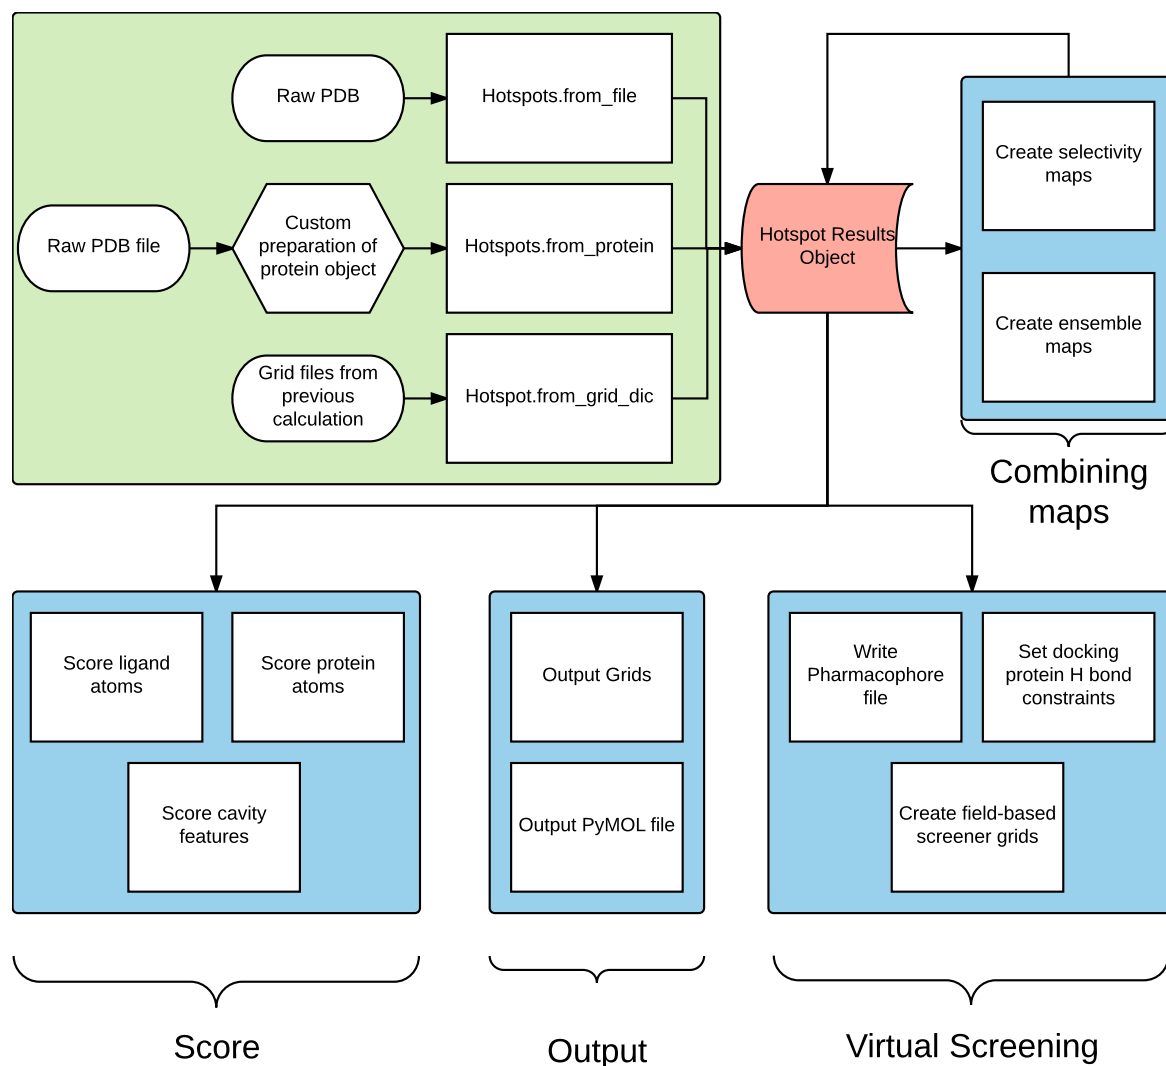 Raw PDB
Hotspots.from_file
Raw PDB file
Custom
preparation of
protein object
Hotspots.from_protein
Grid files from
previous
calculation
Hotspot.from_grid_dic
Hotspot Results
Object
Create selectivity
maps
Create ensemble
maps
Combining
maps
Score ligand
atoms
Score protein
atoms
Score cavity
features
Score
Output Grids
Output PyMOL file
Output
Write
Pharmacophore
file
Set docking
protein H bond
constraints
Create field-based
screener grids
Virtual Screening